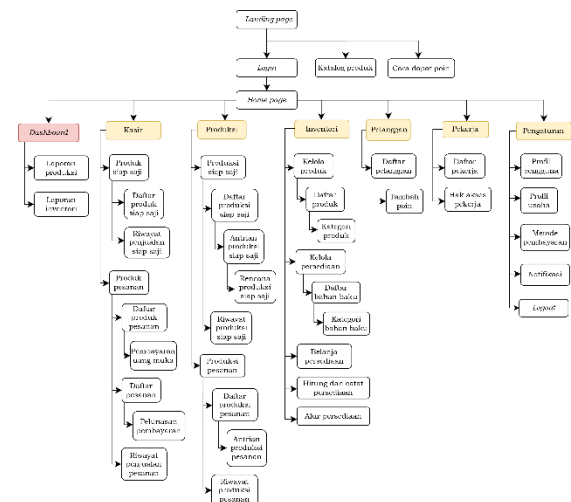 Landing page
Login
Katalog produk
Cara dapat poin
Home page
Dashboard
Kasir
Produksi
Inventori
Pelanggan
Pekerja
Pengaturan
Laporan
produksi
Laporan
inventori
Produk
siap saji
Daftar
produk
siap saji
Riwayat
penjualan
siap saji
Produk
pesanan
Daftar
produk
pesanan
Pembayaran
uang muka
Daftar
pesanan
Pelunasan
pembayaran
Riwayat
penjualan
pesanan
Produksi
siap saji
Daftar
produksi
siap saji
Antrian
produksi
siap saji
Rencana
produksi
siap saji
Riwayat
produksi
siap saji
Produksi
pesanan
Daftar
produksi
pesanan
Antrian
produksi
pesanan
Riwayat
produksi
pesanan
Kelola
produk
Daftar
produk
Kategori
produk
Kelola
persediaan
Daftar
bahan baku
Kategori
bahan baku
Belanja
persediaan
Hitung dan catat
persediaan
Alur persediaan
Daftar
pelanggan
Tambah
poin
Daftar
pekerja
Hak akses
pekerja
Profil
pengguna
Profil
usaha
Metode
pembayaran
Notifikasi
Logout